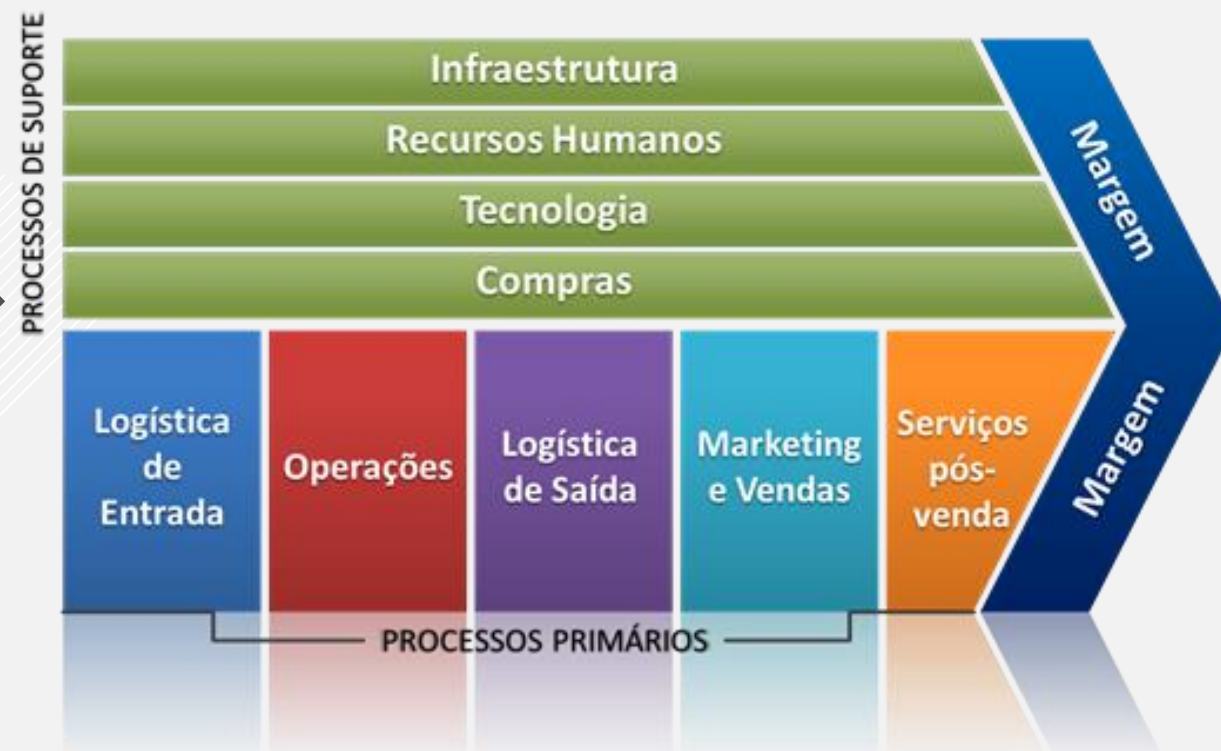 PROCESSOS DE SUPORTE
Infraestrutura
Recursos Humanos
Tecnologia
Compras
Margem
Margem
Logística
de
Entrada
Operações
Logística
de Saída
Marketing
e Vendas
Serviços
pós-
venda
PROCESSOS PRIMÁRIOS